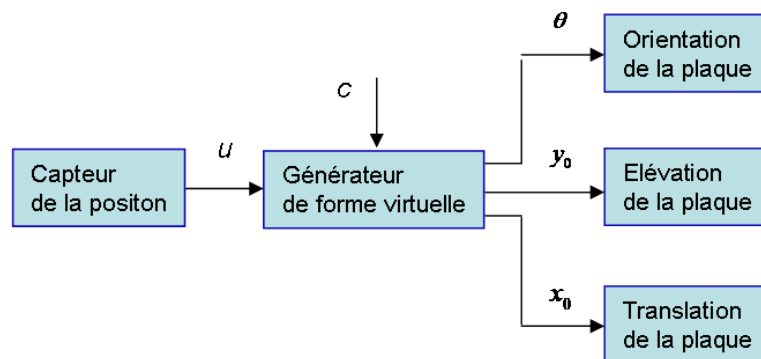 θ
Orientation
de la plaque
c
u
Capteur
de la positon
Générateur
de forme virtuelle
y₀
Elévation
de la plaque
x₀
Translation
de la plaque